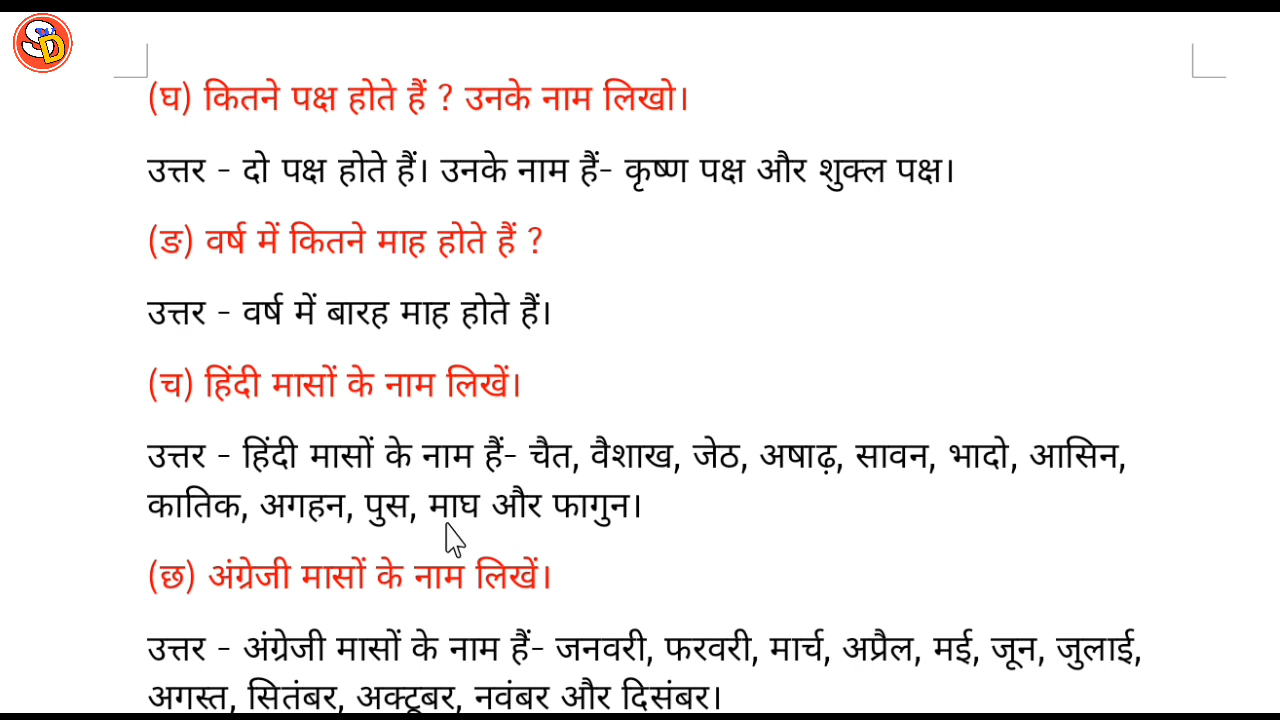 SD
(घ) कितने पक्ष होते हैं ? उनके नाम लिखो।
उत्तर - दो पक्ष होते हैं। उनके नाम हैं- कृष्ण पक्ष और शुक्ल पक्ष।
(ङ) वर्ष में कितने माह होते हैं ?
उत्तर - वर्ष में बारह माह होते हैं।
(च) हिंदी मासों के नाम लिखें।
उत्तर - हिंदी मासों के नाम हैं- चैत, वैशाख, जेठ, अषाढ़, सावन, भादो, आसिन,
कातिक, अगहन, पुस, माघ और फागुन।
(छ) अंग्रेजी मासों के नाम लिखें।
उत्तर - अंग्रेजी मासों के नाम हैं- जनवरी, फरवरी, मार्च, अप्रैल, मई, जून, जुलाई,
अगस्त, सितंबर, अक्टूबर, नवंबर और दिसंबर।